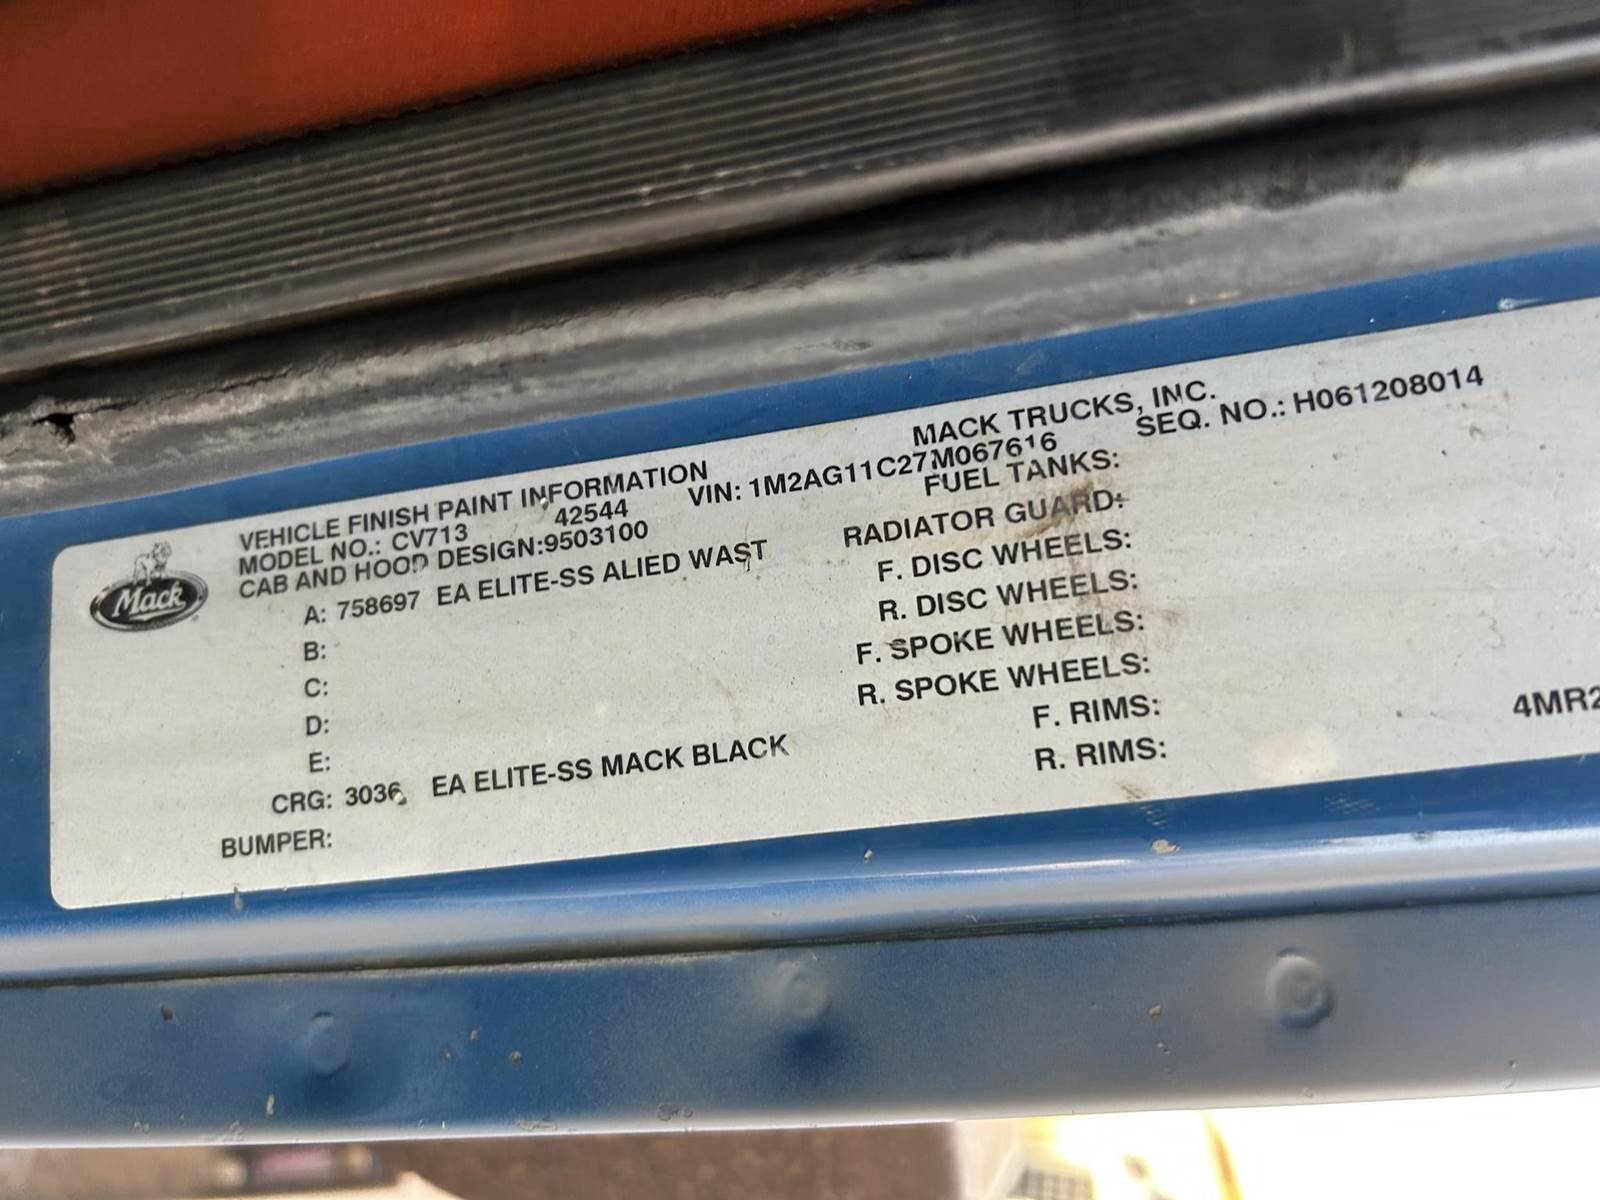 Mack
VEHICLE FINISH PAINT INFORMATION
MACK TRUCKS, INC.
MODEL NO.: CV713 42544 VIN: 1M2AG11C27M067616 SEQ. NO.: H061208014
CAB AND HOOD DESIGN:9503100
FUEL TANKS:
A: 758697 EA ELITE-SS ALIED WAST
RADIATOR GUARD:
B:
F. DISC WHEELS:
C:
R. DISC WHEELS:
D:
F. SPOKE WHEELS:
E:
R. SPOKE WHEELS:
CRG: 3036 EA ELITE-SS MACK BLACK
F. RIMS:
BUMPER:
R. RIMS:
4MR2